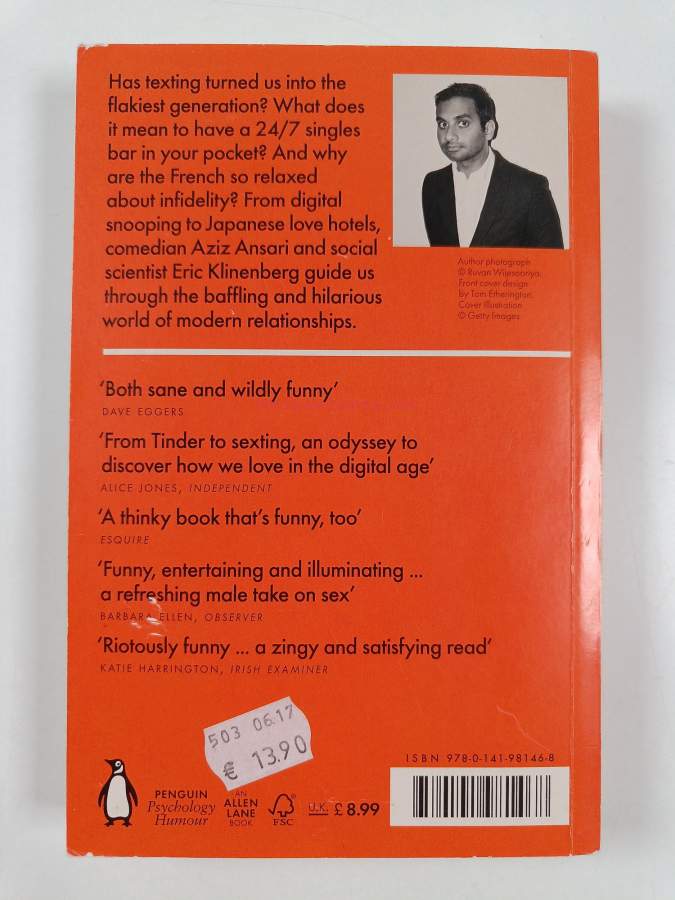 Has texting turned us into the
flakiest generation? What does
it mean to have a 24/7 singles
bar in your pocket? And why
are the French so relaxed
about infidelity? From digital
snooping to Japanese love hotels,
comedian Aziz Ansari and social
scientist Eric Klinenberg guide us
through the baffling and hilarious
world of modern relationships.
Author photograph
© Ruvan Wijesooriya.
Front cover design
by Tom Etherington.
Cover illustration
© Getty Images
‘Both sane and wildly funny’
DAVE EGGERS
‘From Tinder to sexting, an odyssey to
discover how we love in the digital age’
ALICE JONES, INDEPENDENT
‘A thinky book that’s funny, too’
ESQUIRE
‘Funny, entertaining and illuminating ...
a refreshing male take on sex’
BARBARA ELLEN, OBSERVER
‘Riotously funny ... a zingy and satisfying read‘
KATIE HARRINGTON, IRISH EXAMINER
503 06.17
€ 13.90
PENGUIN
Psychology
Humour
AN
ALLEN
LANE
BOOK
FSC
U.K. £ 8.99
ISBN 978-0-141-98146-8